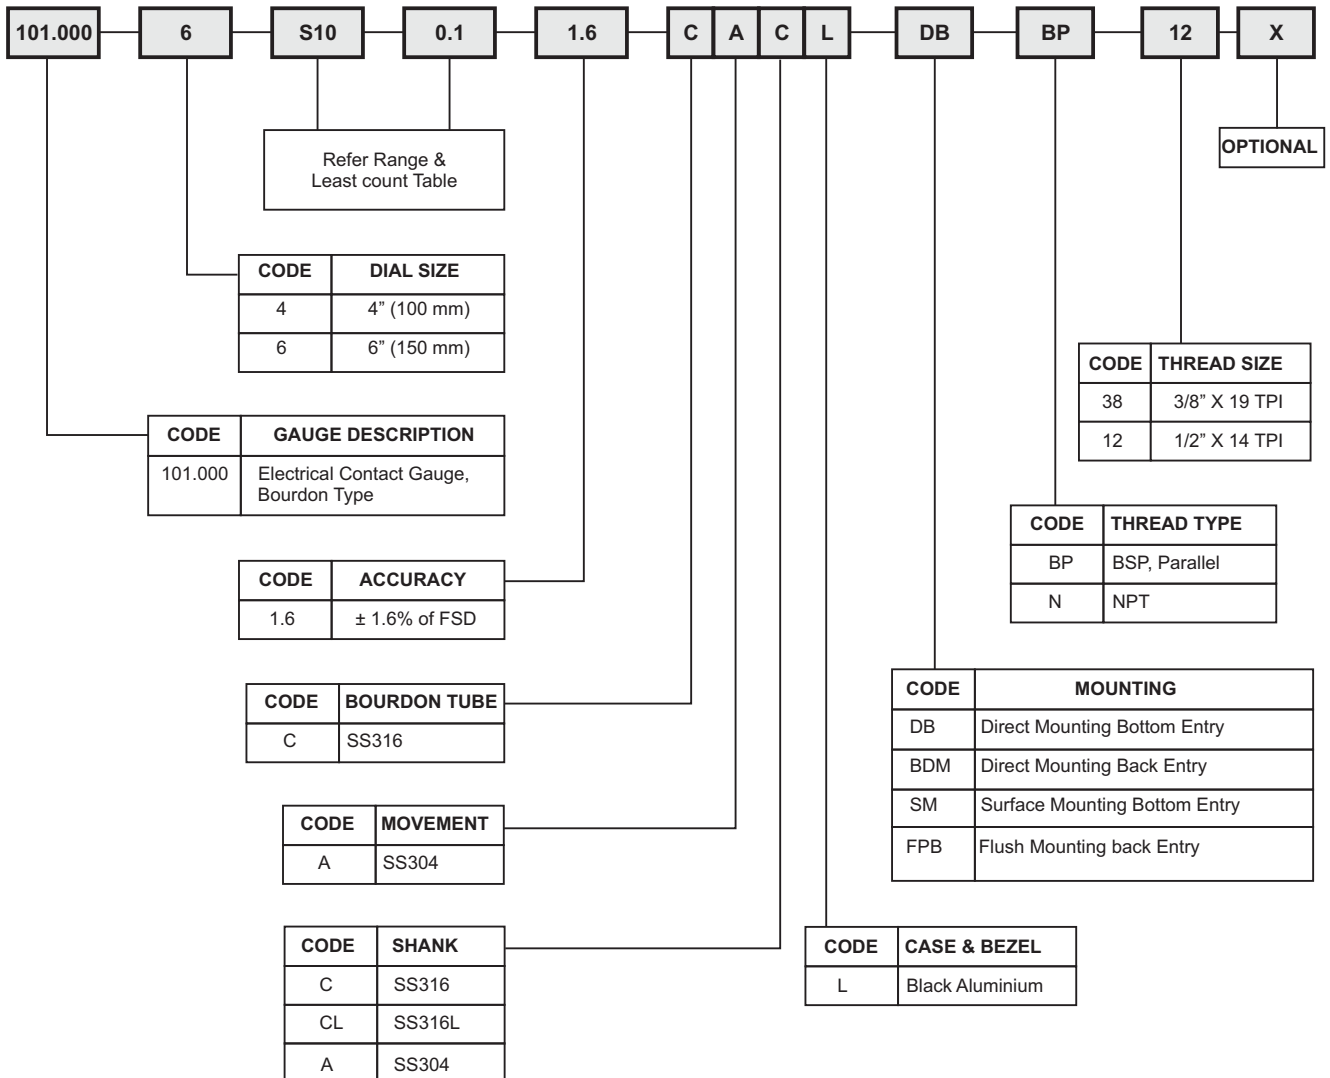 101.000 6 S10 0.1 1.6 C A C L DB BP 12 X
OPTIONAL
Refer Range &
Least count Table
CODE DIAL SIZE
4 4” (100 mm)
6 6” (150 mm)
CODE GAUGE DESCRIPTION
101.000 Electrical Contact Gauge,
Bourdon Type
CODE ACCURACY
1.6 ± 1.6% of FSD
CODE BOURDON TUBE
C SS316
CODE MOVEMENT
A SS304
CODE SHANK
C SS316
CL SS316L
A SS304
CODE THREAD SIZE
38 3/8” X 19 TPI
12 1/2” X 14 TPI
CODE THREAD TYPE
BP BSP, Parallel
N NPT
CODE MOUNTING
DB Direct Mounting Bottom Entry
BDM Direct Mounting Back Entry
SM Surface Mounting Bottom Entry
FPB Flush Mounting back Entry
CODE CASE & BEZEL
L Black Aluminium